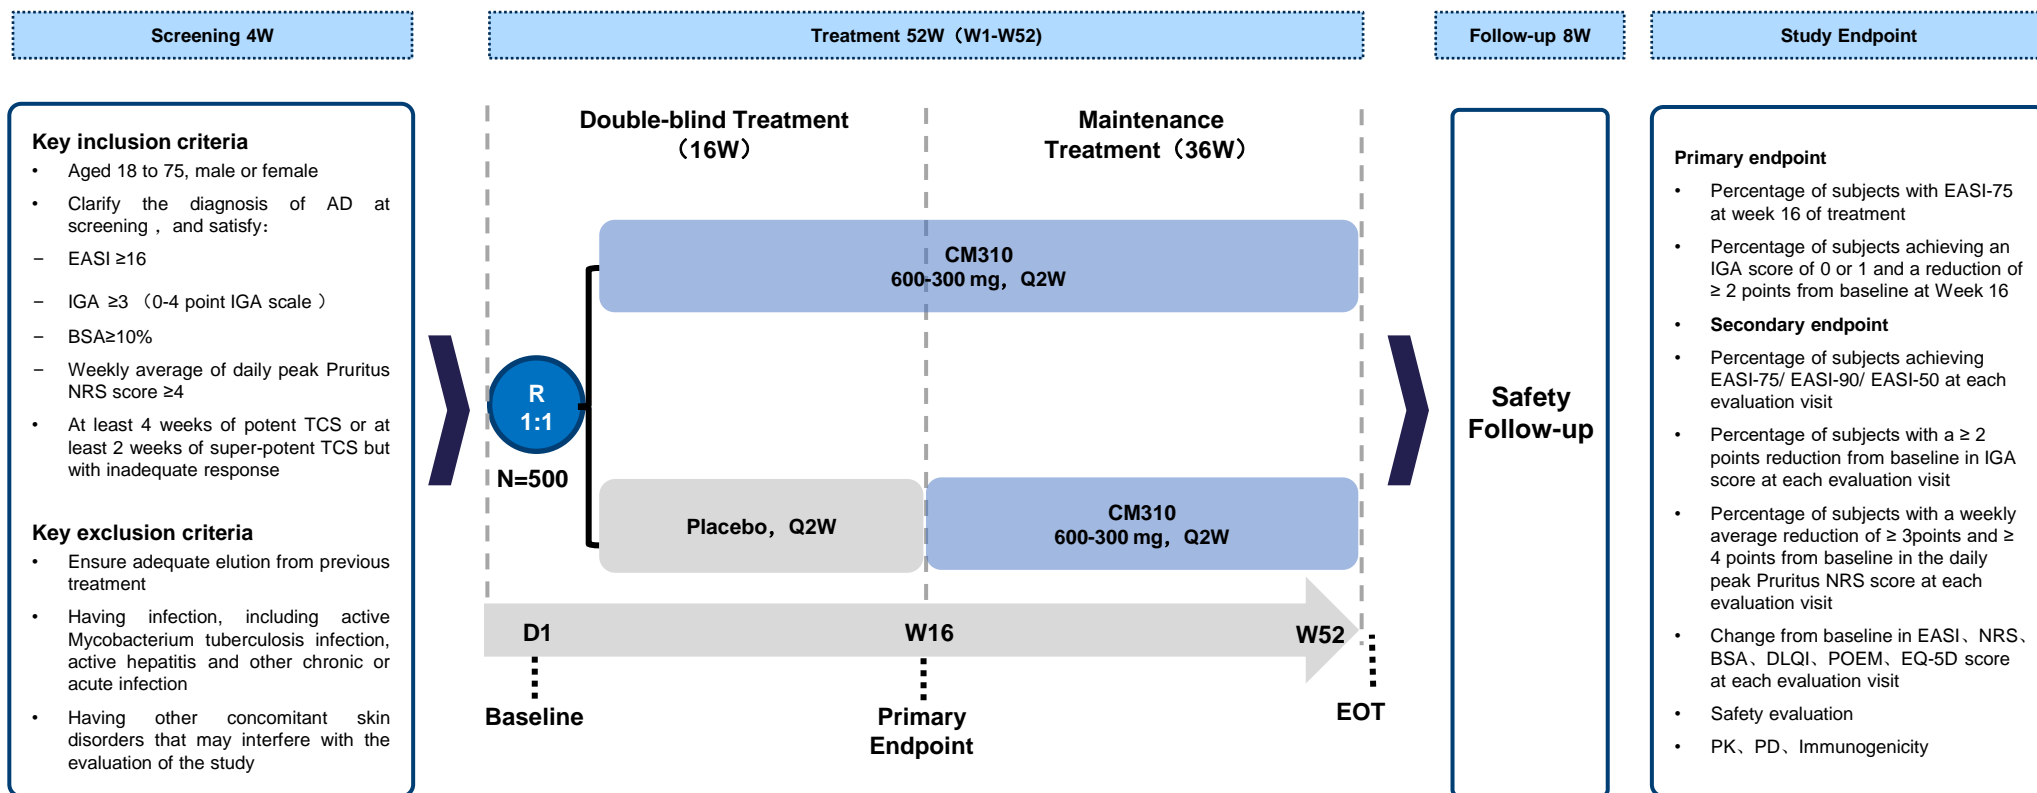 Screening 4W
Treatment 52W（W1-W52)
Follow-up 8W
Study Endpoint
Key inclusion criteria
• Aged 18 to 75, male or female
• Clarify the diagnosis of AD at
screening ，and satisfy：
– EASI ≥16
– IGA ≥3 （0-4 point IGA scale ）
– BSA≥10%
– Weekly average of daily peak Pruritus
NRS score ≥4
• At least 4 weeks of potent TCS or at
least 2 weeks of super-potent TCS but
with inadequate response
Key exclusion criteria
• Ensure adequate elution from previous
treatment
• Having infection, including active
Mycobacterium tuberculosis infection,
active hepatitis and other chronic or
acute infection
• Having other concomitant skin
disorders that may interfere with the
evaluation of the study
Double-blind Treatment
（16W）
Maintenance
Treatment（36W）
CM310
600-300 mg，Q2W
R
1:1
N=500
Placebo，Q2W
CM310
600-300 mg，Q2W
D1
W16
W52
Baseline
Primary
Endpoint
EOT
Safety
Follow-up
Primary endpoint
• Percentage of subjects with EASI-75
at week 16 of treatment
• Percentage of subjects achieving an
IGA score of 0 or 1 and a reduction of
≥ 2 points from baseline at Week 16
• Secondary endpoint
• Percentage of subjects achieving
EASI-75/ EASI-90/ EASI-50 at each
evaluation visit
• Percentage of subjects with a ≥ 2
points reduction from baseline in IGA
score at each evaluation visit
• Percentage of subjects with a weekly
average reduction of ≥ 3points and ≥
4 points from baseline in the daily
peak Pruritus NRS score at each
evaluation visit
• Change from baseline in EASI、NRS、
BSA、DLQI、POEM、EQ-5D score
at each evaluation visit
• Safety evaluation
• PK、PD、Immunogenicity